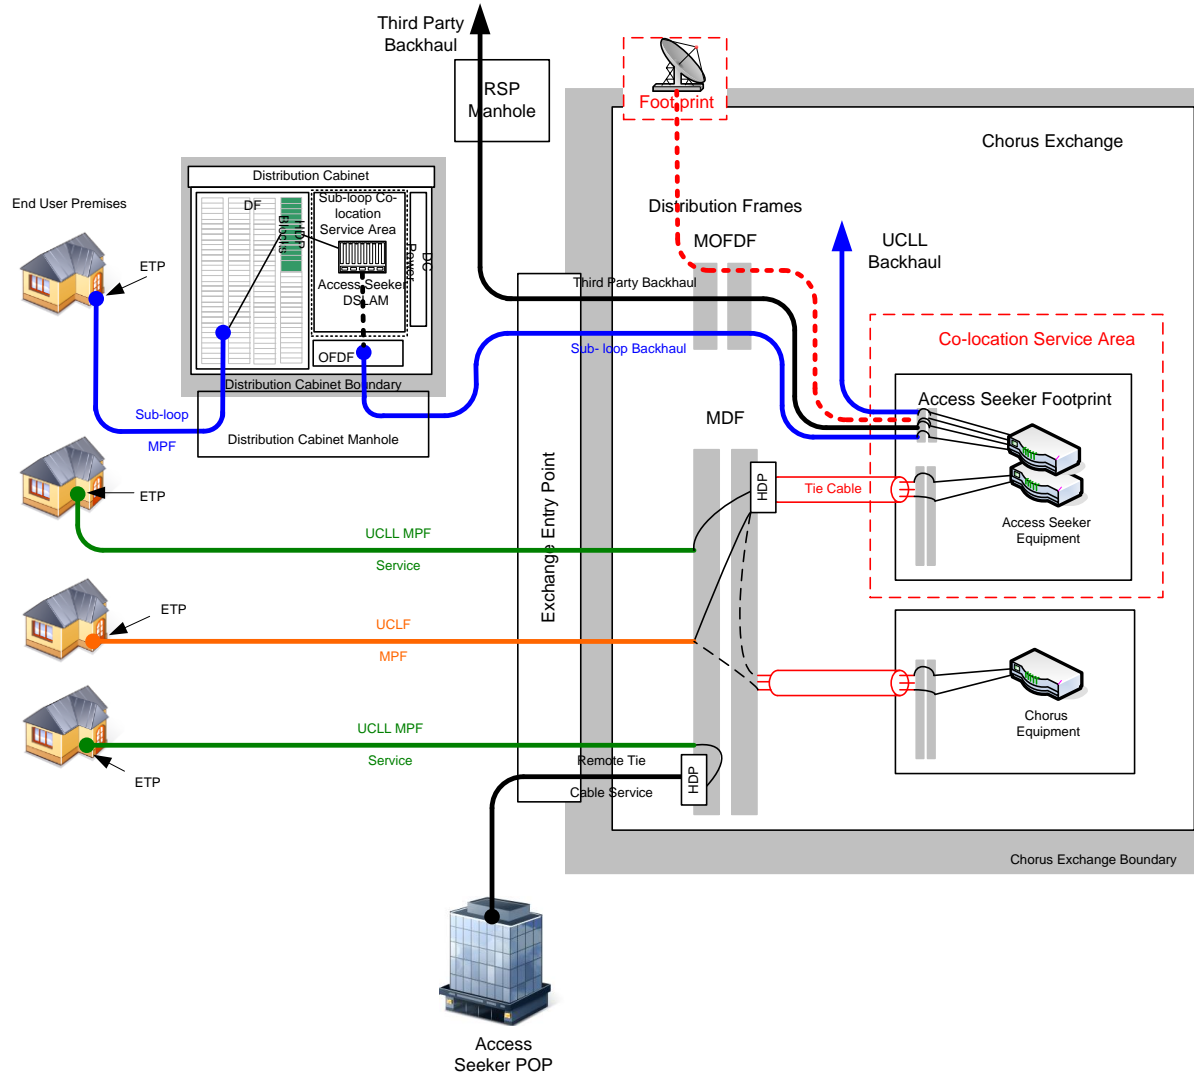 Third Party
Backhaul
RSP
Manhole
Foot print
Chorus Exchange
Distribution Cabinet
End User Premises
DF
HDP
Blocks
Sub-loop Co-
location
Service Area
DC
Power
Access Seeker
DSLAM
OFDF
Distribution Cabinet Boundary
Distribution Cabinet Manhole
ETP
Sub-loop
MPF
Distribution Frames
MOFDF
UCLL
Backhaul
Third Party Backhaul
Sub- loop Backhaul
Co-location Service Area
Access Seeker Footprint
MDF
HDP
Tie Cable
Access Seeker
Equipment
ETP
UCLL MPF
Service
Exchange Entry Point
ETP
UCLF
MPF
UCLL MPF
Service
ETP
Remote Tie
Cable Service
HDP
Chorus
Equipment
Chorus Exchange Boundary
Access
Seeker POP